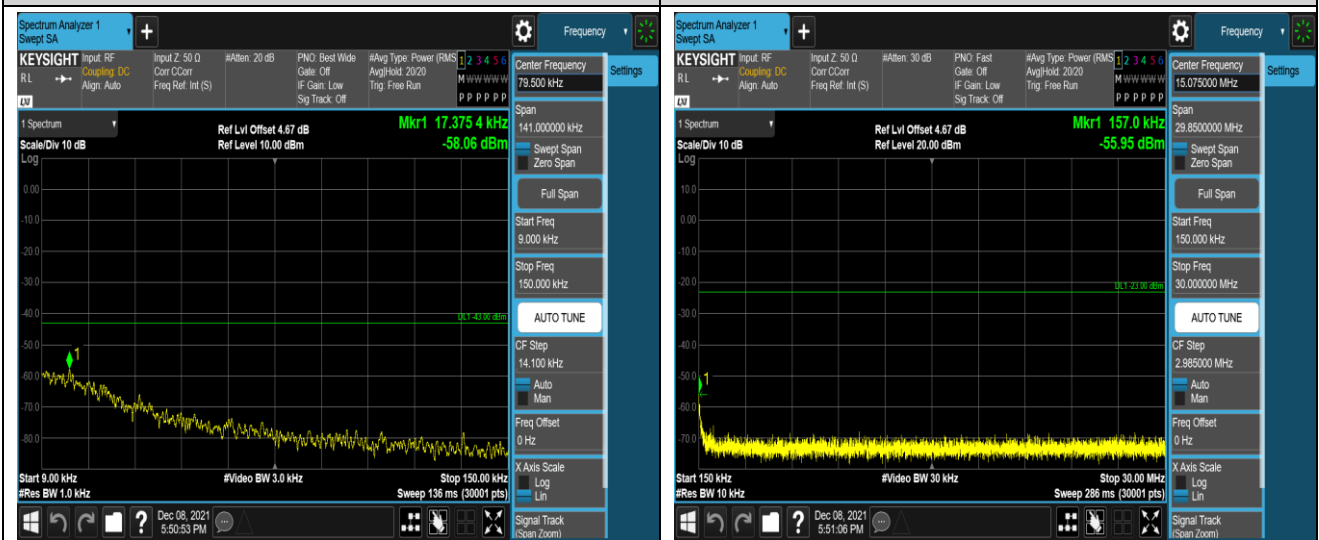 Spectrum Analyzer 1
Swept SA
+
Frequency
KEYSIGHT
RL
LXI
Input: RF
Coupling: DC
Align: Auto
Input Z: 50 Ω
Corr CCorr
Freq Ref: Int (S)
#Atten: 20 dB
PNO: Best Wide
Gate: Off
IF Gain: Low
Sig Track: Off
#Avg Type: Power (RMS
Avg|Hold: 20/20
Trig: Free Run
1 2 3 4 5 6
M W W W W W
P P P P P P
1 Spectrum
Scale/Div 10 dB
Log
Ref Lvl Offset 4.67 dB
Ref Level 10.00 dBm
Mkr1 17.375 4 kHz
-58.06 dBm
0.00
-10.0
-20.0
-30.0
-40.0
-50.0
-60.0
-70.0
-80.0
DL1 -43.00 dBm
1
Start 9.00 kHz
#Res BW 1.0 kHz
#Video BW 3.0 kHz
Stop 150.00 kHz
Sweep 136 ms (30001 pts)
Dec 08, 2021
5:50:53 PM
Center Frequency
79.500 kHz
Settings
Span
141.000000 kHz
Swept Span
Zero Span
Full Span
Start Freq
9.000 kHz
Stop Freq
150.000 kHz
AUTO TUNE
CF Step
14.100 kHz
Auto
Man
Freq Offset
0 Hz
X Axis Scale
Log
Lin
Signal Track
(Span Zoom)
Spectrum Analyzer 1
Swept SA
+
Frequency
KEYSIGHT
RL
LXI
Input: RF
Coupling: DC
Align: Auto
Input Z: 50 Ω
Corr CCorr
Freq Ref: Int (S)
#Atten: 30 dB
PNO: Fast
Gate: Off
IF Gain: Low
Sig Track: Off
#Avg Type: Power (RMS
Avg|Hold: 20/20
Trig: Free Run
1 2 3 4 5 6
M W W W W W
P P P P P P
1 Spectrum
Scale/Div 10 dB
Log
Ref Lvl Offset 4.67 dB
Ref Level 20.00 dBm
Mkr1 157.0 kHz
-55.95 dBm
10.0
0.00
-10.0
-20.0
-30.0
-40.0
-50.0
-60.0
-70.0
DL1 -23.00 dBm
1
Start 150 kHz
#Res BW 10 kHz
#Video BW 30 kHz
Stop 30.00 MHz
Sweep 286 ms (30001 pts)
Dec 08, 2021
5:51:06 PM
Center Frequency
15.075000 MHz
Settings
Span
29.8500000 MHz
Swept Span
Zero Span
Full Span
Start Freq
150.000 kHz
Stop Freq
30.000000 MHz
AUTO TUNE
CF Step
2.985000 MHz
Auto
Man
Freq Offset
0 Hz
X Axis Scale
Log
Lin
Signal Track
(Span Zoom)